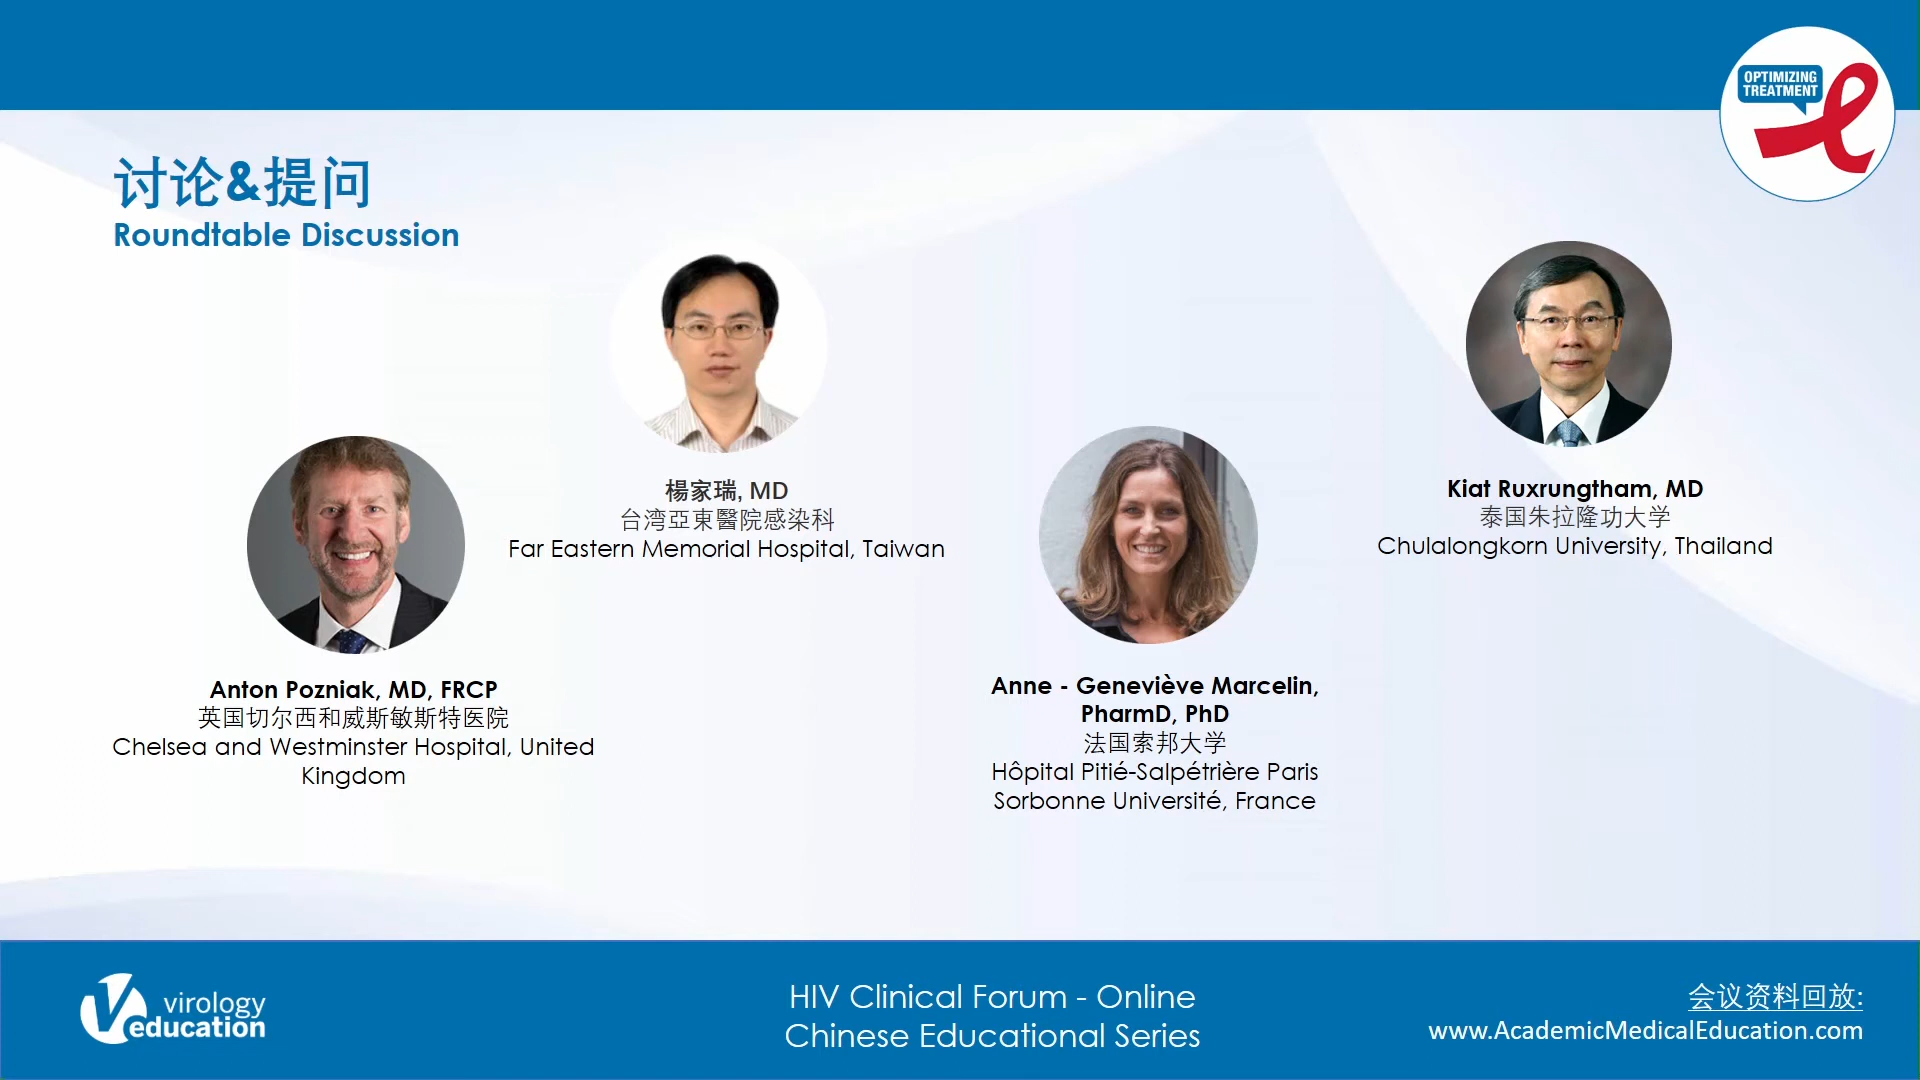 OPTIMIZING
TREATMENT
讨论&提问
Roundtable Discussion
楊家瑞, MD
台湾亞東醫院感染科
Far Eastern Memorial Hospital, Taiwan
Kiat Ruxrungtham, MD
泰国朱拉隆功大学
Chulalongkorn University, Thailand
Anton Pozniak, MD, FRCP
英国切尔西和威斯敏斯特医院
Chelsea and Westminster Hospital, United
Kingdom
Anne - Geneviève Marcelin,
PharmD, PhD
法国索邦大学
Hôpital Pitié-Salpétrière Paris
Sorbonne Université, France
virology
education
HIV Clinical Forum - Online
Chinese Educational Series
会议资料回放:
www.AcademicMedicalEducation.com